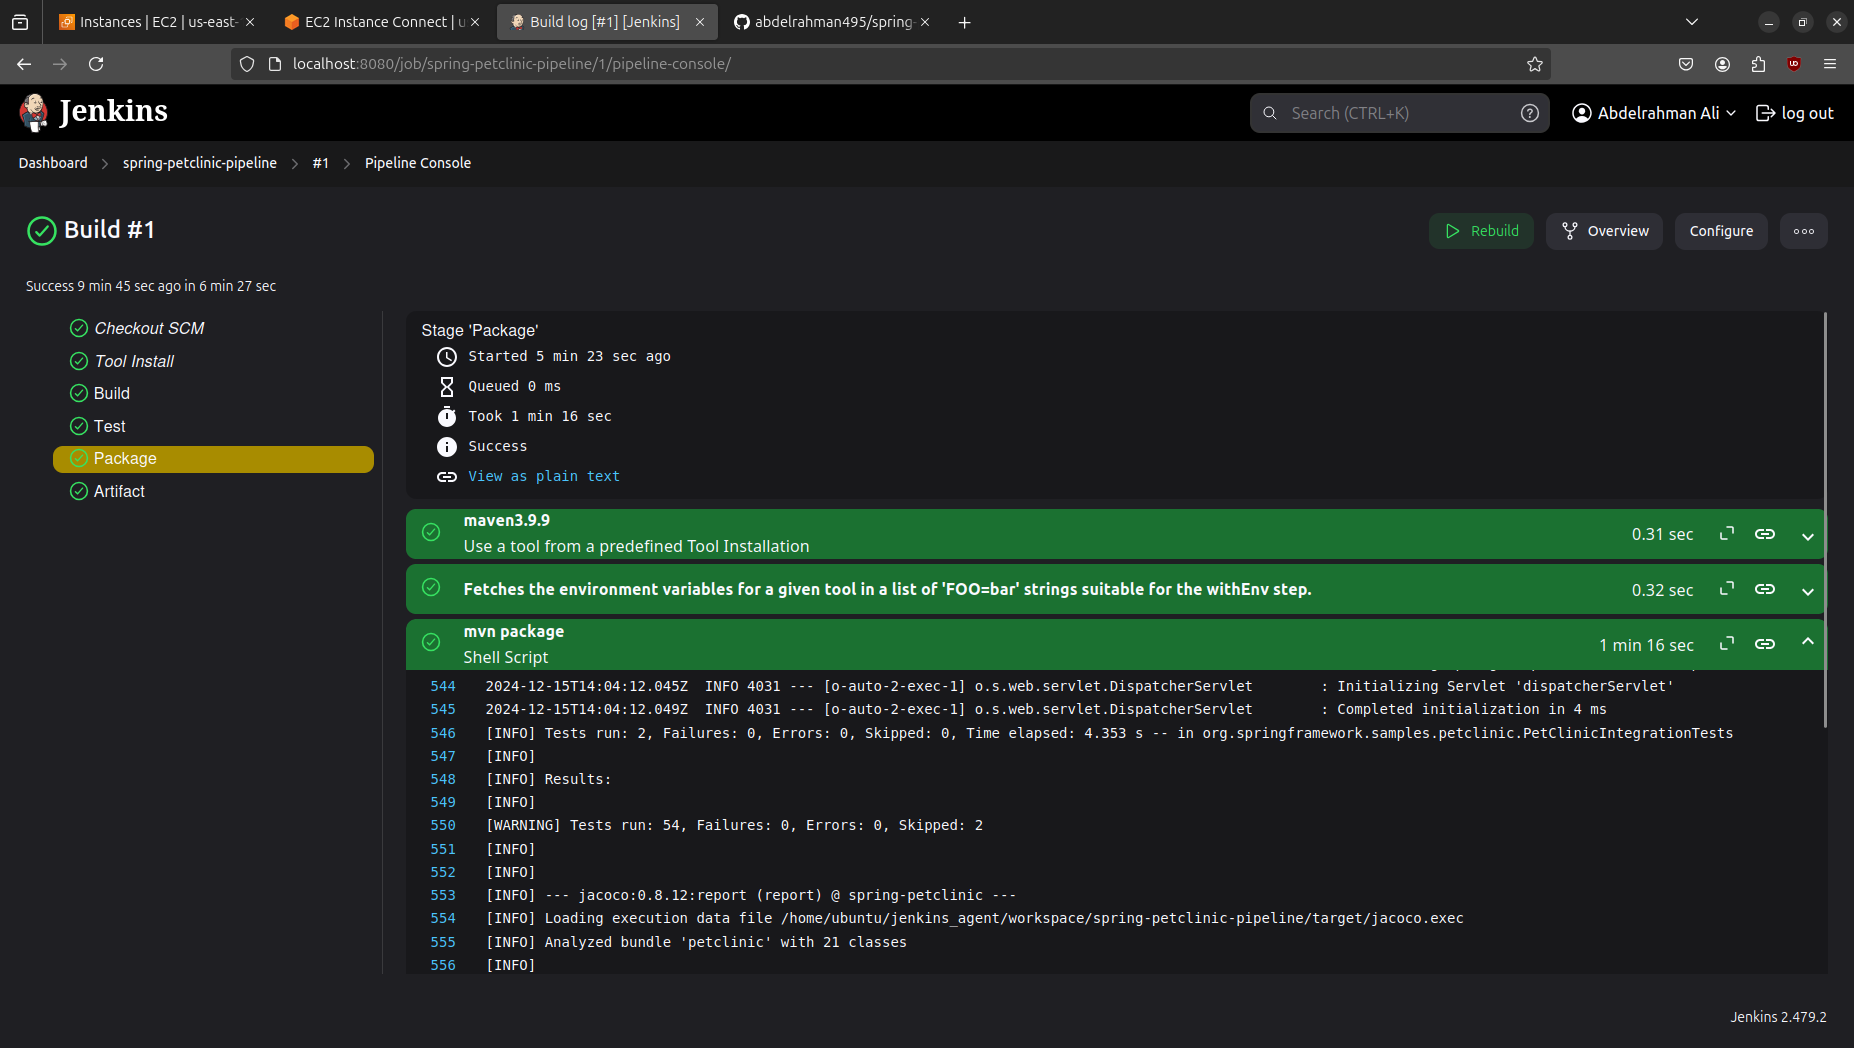 Instances | EC2 | us-east-
EC2 Instance Connect | u
Build log [#1] [Jenkins]
abdelrahman495/spring-
localhost:8080/job/spring-petclinic-pipeline/1/pipeline-console/
Jenkins
Search (CTRL+K)
Abdelrahman Ali
log out
Dashboard
spring-petclinic-pipeline
#1
Pipeline Console
Build #1
Rebuild
Overview
Configure
Success 9 min 45 sec ago in 6 min 27 sec
Checkout SCM
Tool Install
Build
Test
Package
Artifact
Stage 'Package'
Started 5 min 23 sec ago
Queued 0 ms
Took 1 min 16 sec
Success
View as plain text
maven3.9.9
Use a tool from a predefined Tool Installation
0.31 sec
Fetches the environment variables for a given tool in a list of 'FOO=bar' strings suitable for the withEnv step.
0.32 sec
mvn package
Shell Script
1 min 16 sec
544 2024-12-15T14:04:12.045Z  INFO 4031 --- [o-auto-2-exec-1] o.s.web.servlet.DispatcherServlet        : Initializing Servlet 'dispatcherServlet'
545 2024-12-15T14:04:12.049Z  INFO 4031 --- [o-auto-2-exec-1] o.s.web.servlet.DispatcherServlet        : Completed initialization in 4 ms
546 [INFO] Tests run: 2, Failures: 0, Errors: 0, Skipped: 0, Time elapsed: 4.353 s -- in org.springframework.samples.petclinic.PetClinicIntegrationTests
547 [INFO]
548 [INFO] Results:
549 [INFO]
550 [WARNING] Tests run: 54, Failures: 0, Errors: 0, Skipped: 2
551 [INFO]
552 [INFO]
553 [INFO] --- jacoco:0.8.12:report (report) @ spring-petclinic ---
554 [INFO] Loading execution data file /home/ubuntu/jenkins_agent/workspace/spring-petclinic-pipeline/target/jacoco.exec
555 [INFO] Analyzed bundle 'petclinic' with 21 classes
556 [INFO]
Jenkins 2.479.2